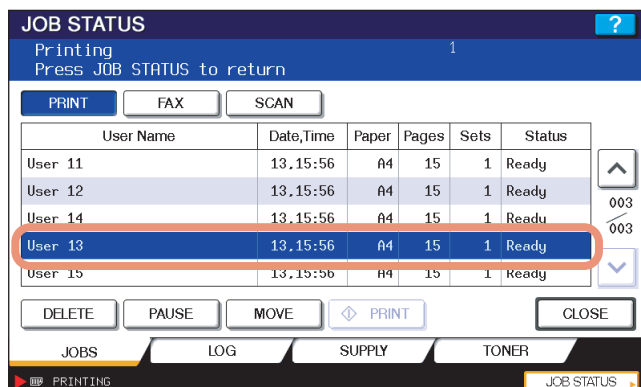 JOB STATUS ?
Printing 1
Press JOB STATUS to return
PRINT FAX SCAN
User Name Date,Time Paper Pages Sets Status
User 11 13,15:56 A4 15 1 Ready
User 12 13,15:56 A4 15 1 Ready
User 14 13,15:56 A4 15 1 Ready
User 13 13,15:56 A4 15 1 Ready
User 15 13,15:56 A4 15 1 Ready
003
003
DELETE PAUSE MOVE PRINT CLOSE
JOBS LOG SUPPLY TONER
PRINTING JOB STATUS